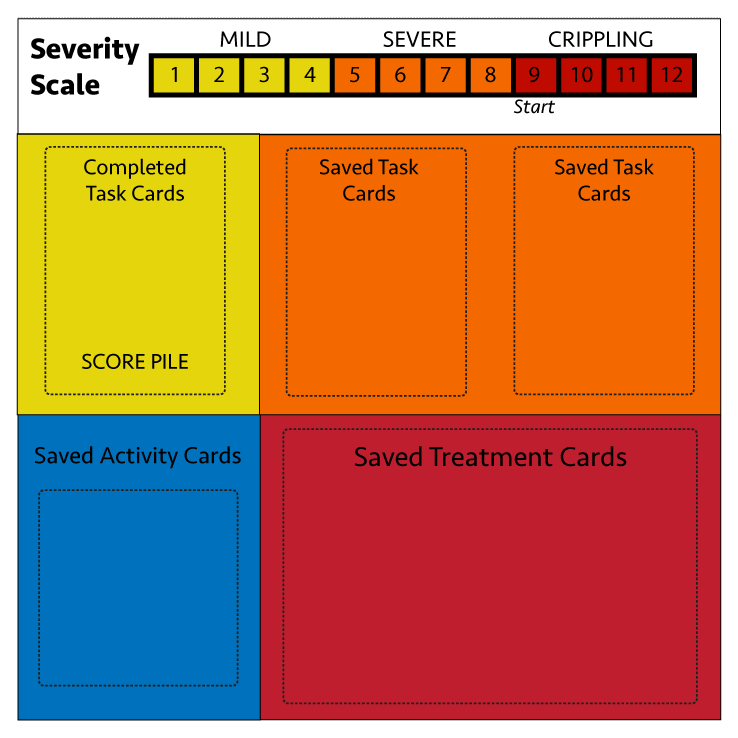 Severity
Scale
MILD SEVERE CRIPPLING
1 2 3 4 5 6 7 8 9 10 11 12
Start
Completed
Task Cards
SCORE PILE
Saved Task
Cards
Saved Task
Cards
Saved Activity Cards
Saved Treatment Cards